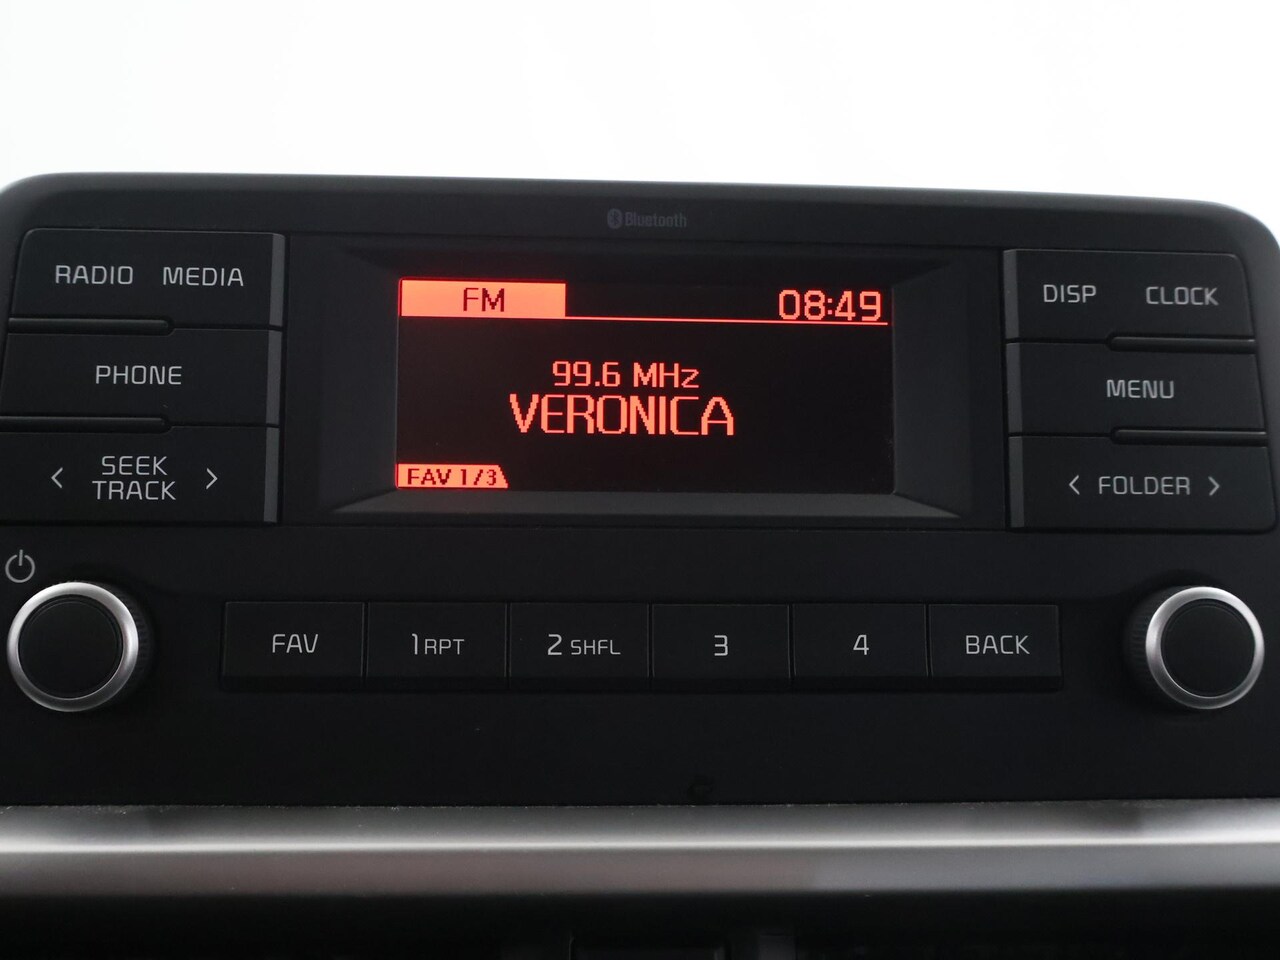 Bluetooth
RADIO MEDIA
PHONE
< SEEK TRACK >
FM 08:49
99.6 MHz
VERONICA
FAV 1/3
DISP CLOCK
MENU
< FOLDER >
FAV 1 RPT 2 SHFL 3 4 BACK